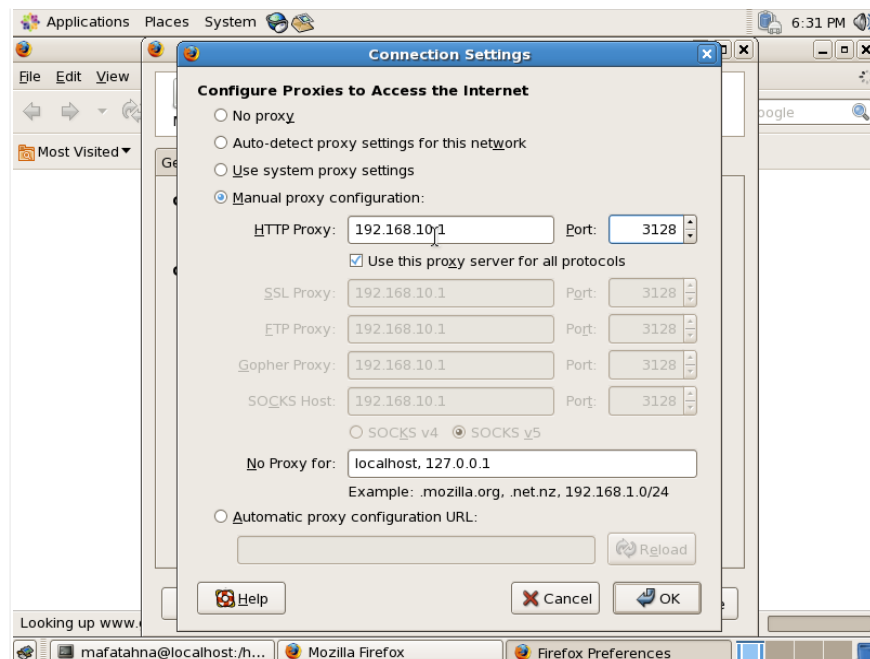 Applications Places System 6:31 PM
Connection Settings
File Edit View
Configure Proxies to Access the Internet
No proxy
oogle
Auto-detect proxy settings for this network
Most Visited
Ge
Use system proxy settings
Manual proxy configuration:
HTTP Proxy: 192.168.10.1 Port: 3128
Use this proxy server for all protocols
SSL Proxy: 192.168.10.1 Port: 3128
FTP Proxy: 192.168.10.1 Port: 3128
Gopher Proxy: 192.168.10.1 Port: 3128
SOCKS Host: 192.168.10.1 Port: 3128
SOCKS v4 SOCKS v5
No Proxy for: localhost, 127.0.0.1
Example: .mozilla.org, .net.nz, 192.168.1.0/24
Automatic proxy configuration URL:
Reload
Help Cancel OK
Looking up www.
mafatahna@localhost:/h... Mozilla Firefox Firefox Preferences